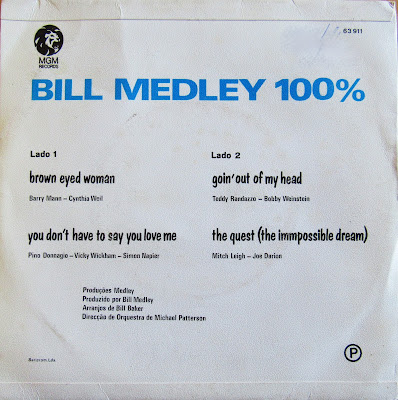 63 911
MGM
RECORDS
BILL MEDLEY 100%
Lado 1
brown eyed woman
Barry Mann – Cynthia Weil
you don't have to say you love me
Pino Donnagio – Vicky Wickham – Simon Napier
Lado 2
goin' out of my head
Teddy Randazzo – Bobby Weinstein
the quest (the immpossible dream)
Mitch Leigh – Joe Darion
Produções Medley
Produzido por Bill Medley
Arranjos de Bill Baker
Direcção de Orquestra de Michael Patterson
P